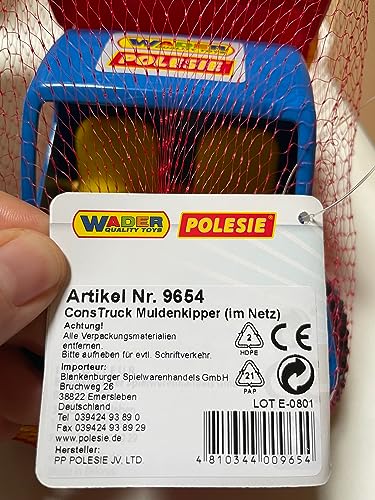 WADER
POLESIE
WADER
QUALITY TOYS
POLESIE®
Artikel Nr. 9654
ConsTruck Muldenkipper (im Netz)
Achtung!
Alle Verpackungsmaterialien
entfernen.
Bitte aufheben für evtl. Schriftverkehr.
Importeur:
Blankenburger Spielwarenhandels GmbH
Bruchweg 26
38822 Emersleben
Deutschland
Tel 039424 93 89 0
Fax 039424 93 89 29
www.polesie.de
Hersteller:
PP POLESIE JV, LTD.
2
HDPE
21
PAP
CE
LOT E-0801
4 810344 009654